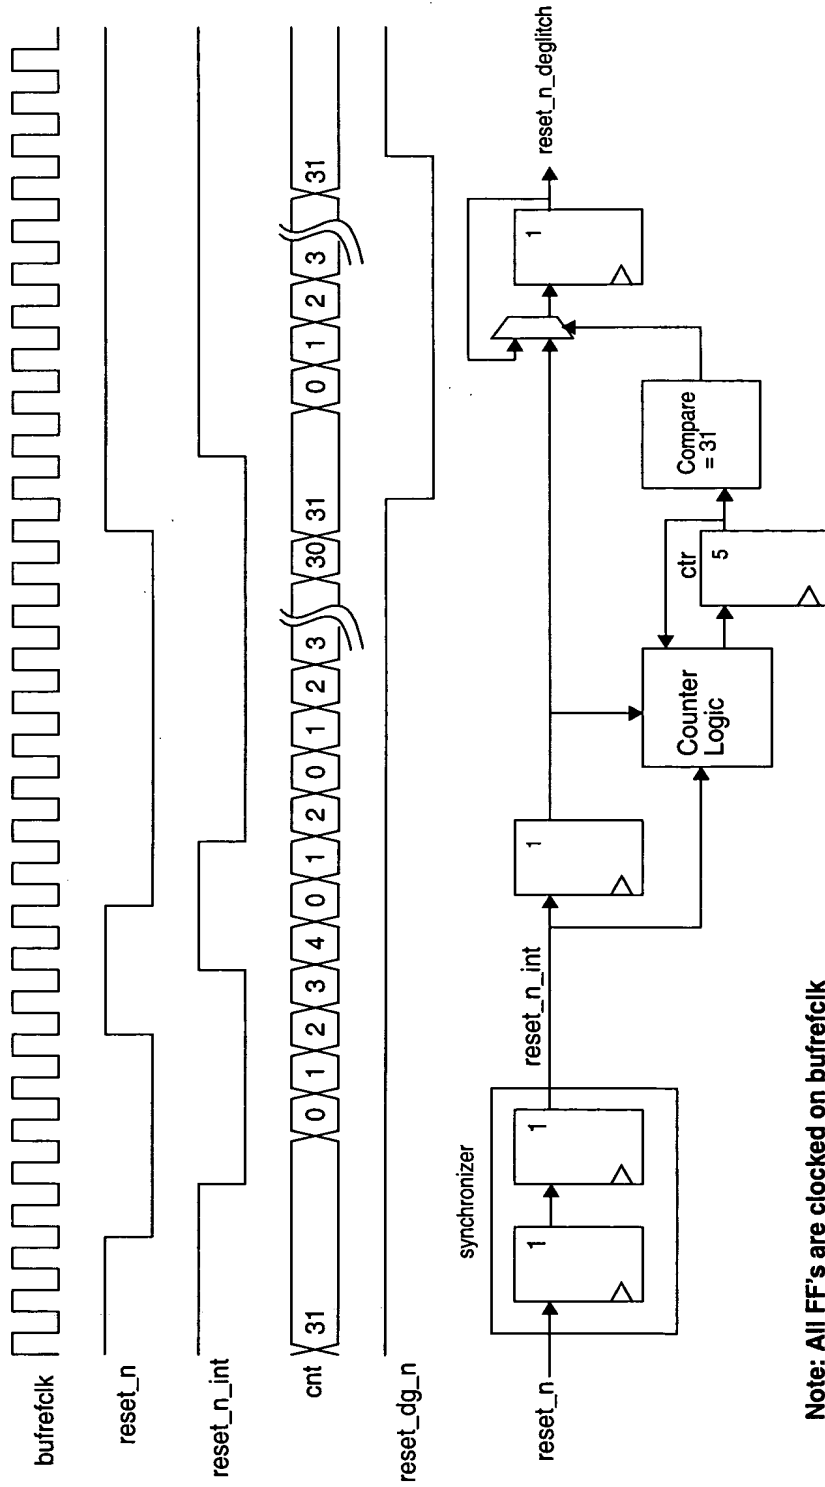 bufrefclk
reset_n
reset_n_int
cnt 31 0 1 2 3 4 0 1 2 0 1 2 3 30 31 0 1 2 3 31
reset_dg_n
synchronizer
reset_n
1
1
reset_n_int
1
Counter
Logic
ctr
5
Compare
= 31
1
reset_n_deglitch
Note: All FF's are clocked on bufrefclk